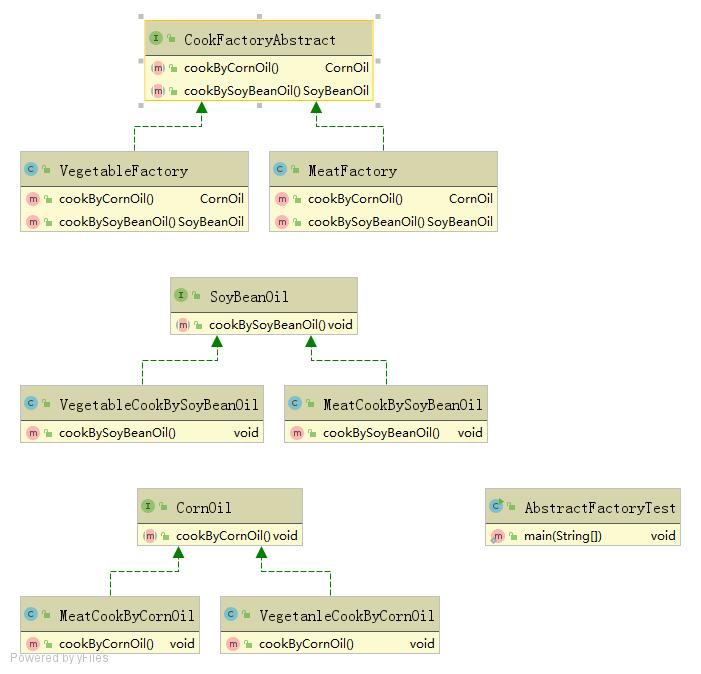 CookFactoryAbstract
cookByCornOil() CornOil
cookBySoyBeanOil() SoyBeanOil
VegetableFactory
cookByCornOil() CornOil
cookBySoyBeanOil() SoyBeanOil
MeatFactory
cookByCornOil() CornOil
cookBySoyBeanOil() SoyBeanOil
SoyBeanOil
cookBySoyBeanOil() void
VegetableCookBySoyBeanOil
cookBySoyBeanOil() void
MeatCookBySoyBeanOil
cookBySoyBeanOil() void
CornOil
cookByCornOil() void
AbstractFactoryTest
main(String[]) void
MeatCookByCornOil
cookByCornOil() void
VegetanleCookByCornOil
cookByCornOil() void
Powered by yFiles